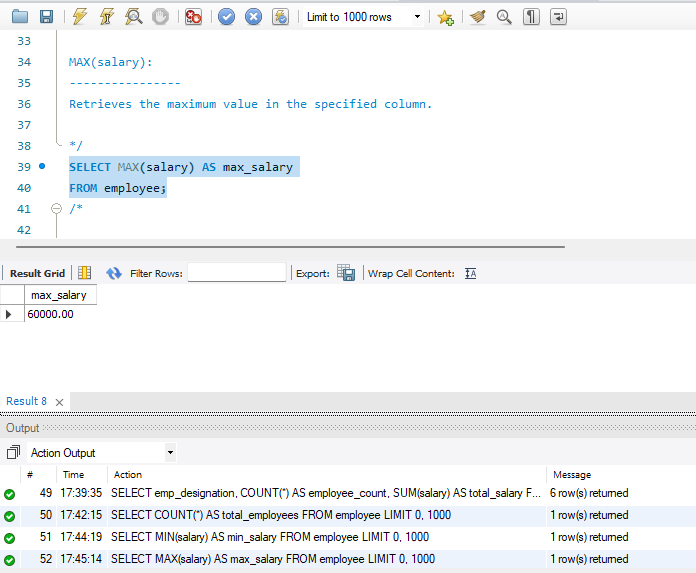 Limit to 1000 rows
33
34 MAX(salary):
35 ----------------
36 Retrieves the maximum value in the specified column.
37
38 */
39 SELECT MAX(salary) AS max_salary
40 FROM employee;
41 /*
42
Result Grid Filter Rows: Export: Wrap Cell Content: IA
max_salary
60000.00
Result 8
Output
Action Output
# Time Action Message
49 17:39:35 SELECT emp_designation, COUNT(*) AS employee_count, SUM(salary) AS total_salary F... 6 row(s) returned
50 17:42:15 SELECT COUNT(*) AS total_employees FROM employee LIMIT 0, 1000 1 row(s) returned
51 17:44:19 SELECT MIN(salary) AS min_salary FROM employee LIMIT 0, 1000 1 row(s) returned
52 17:45:14 SELECT MAX(salary) AS max_salary FROM employee LIMIT 0, 1000 1 row(s) returned